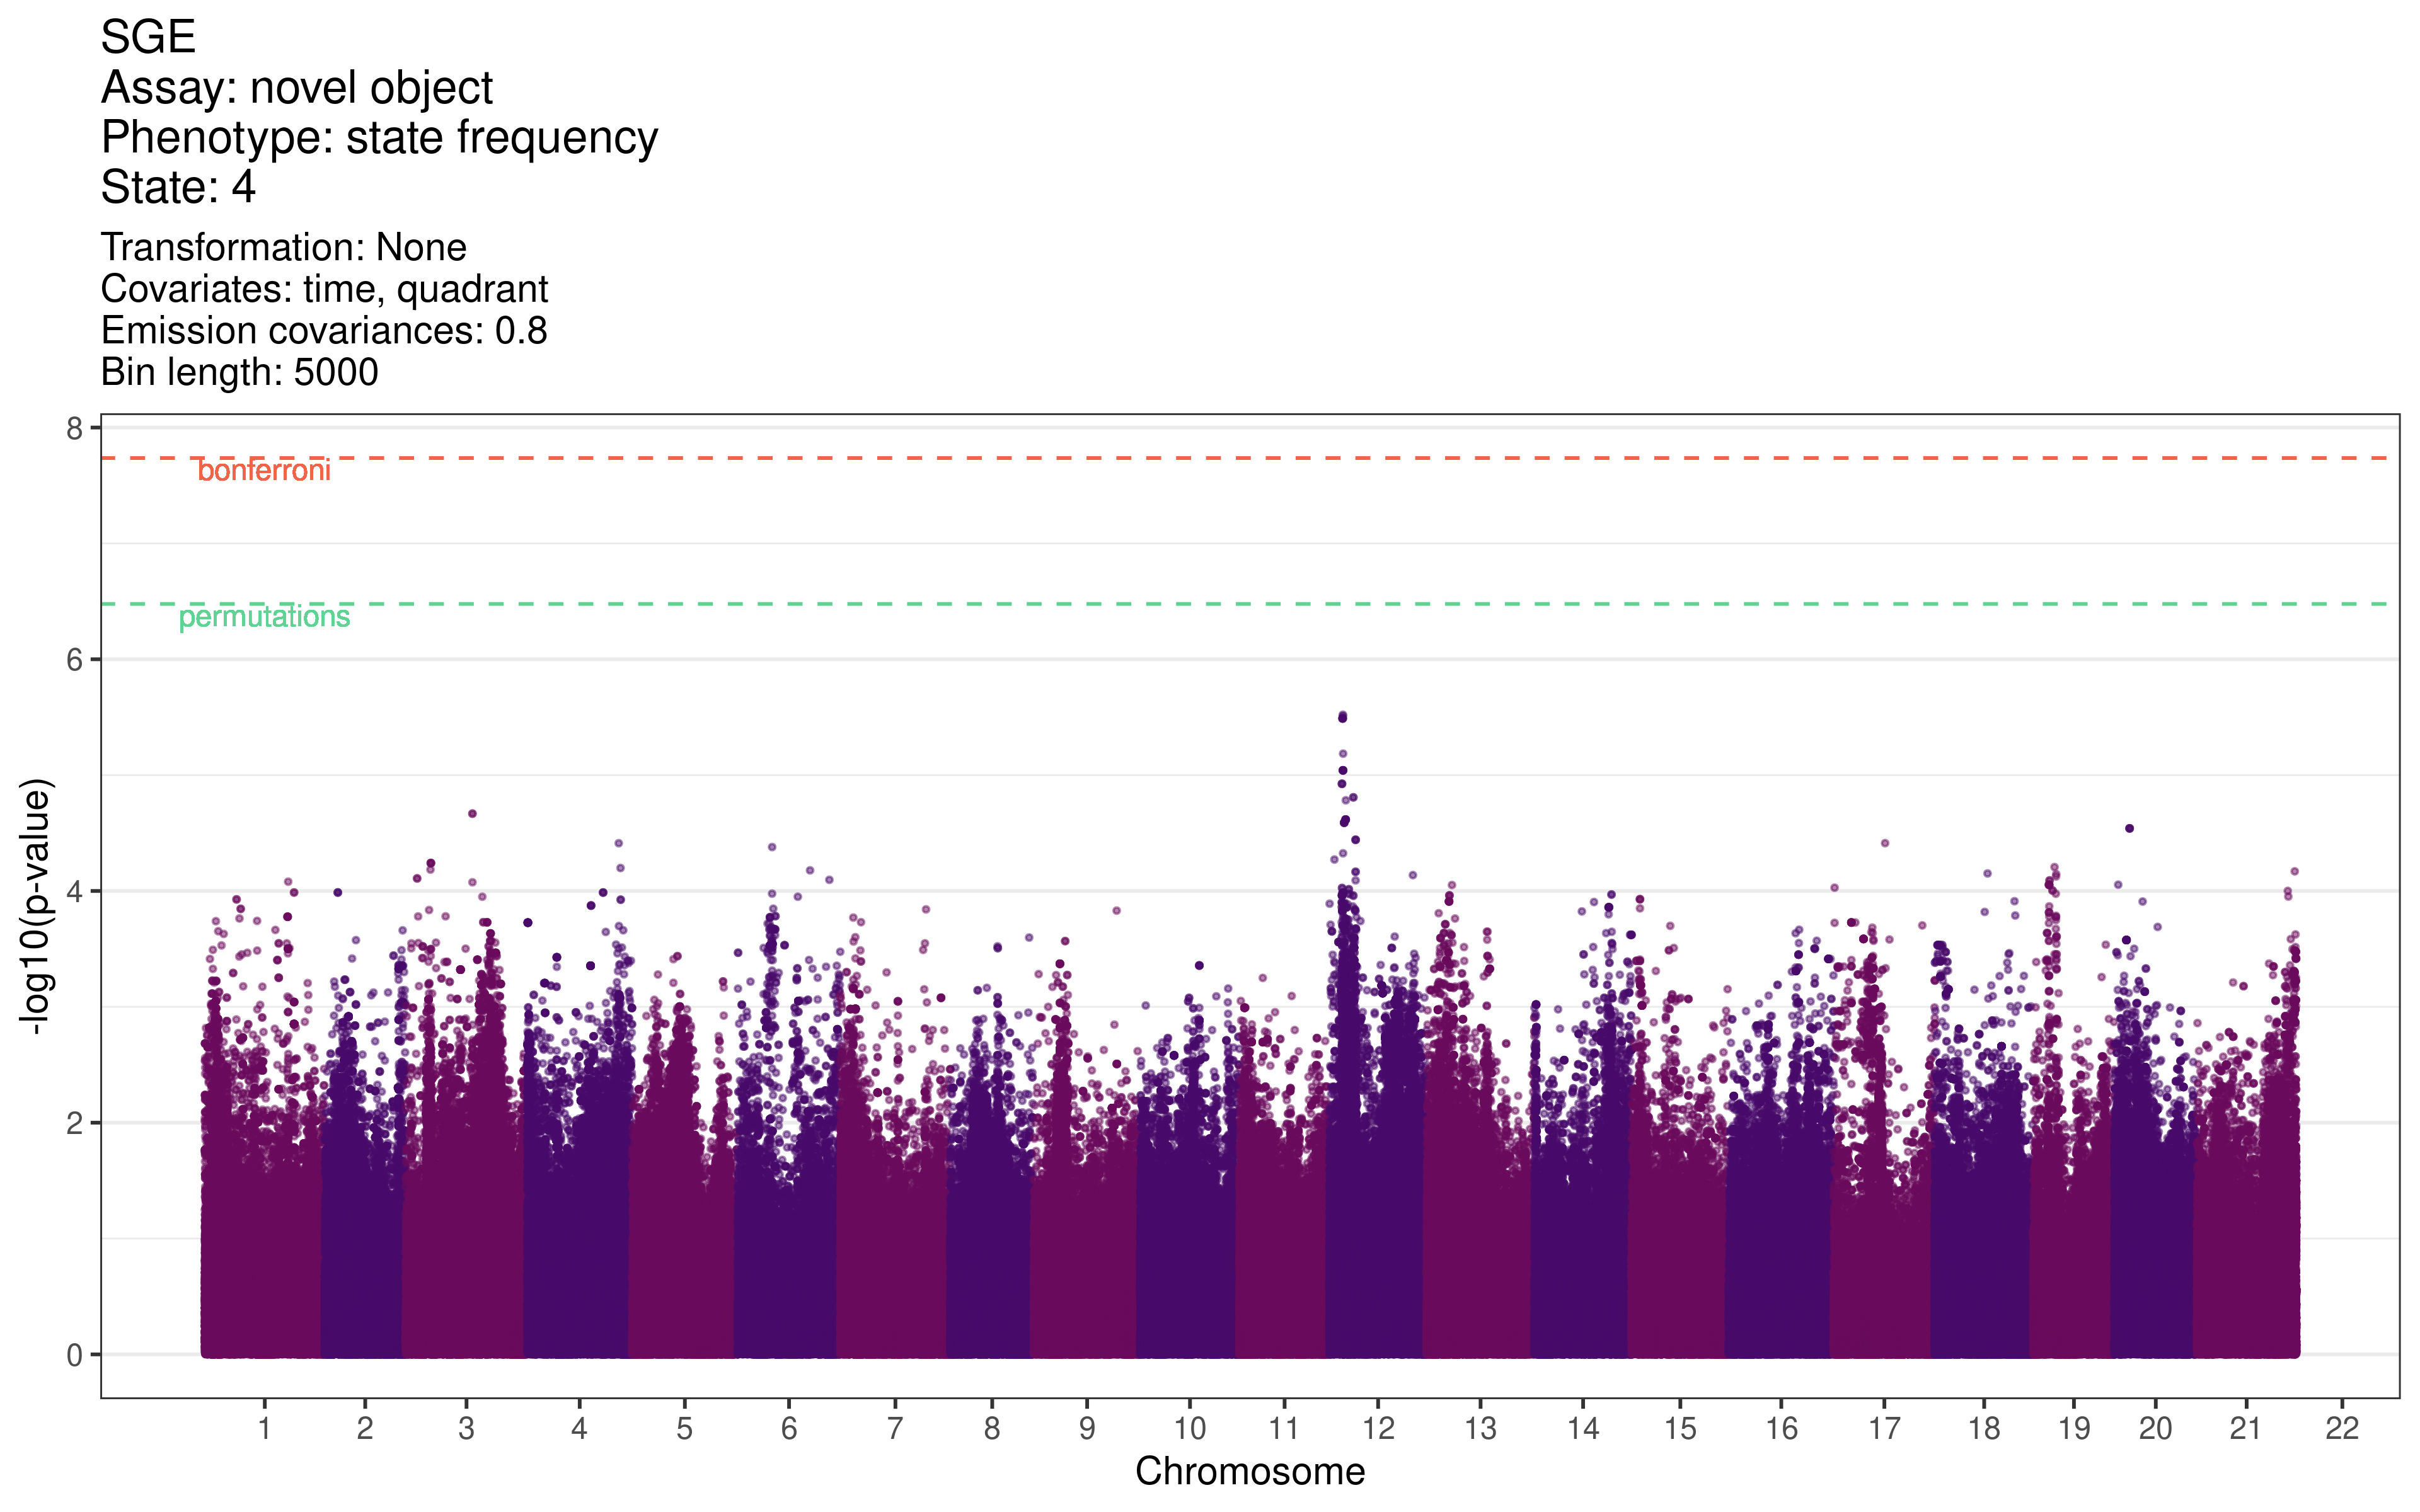 SGE
Assay: novel object
Phenotype: state frequency
State: 4
Transformation: None
Covariates: time, quadrant
Emission covariances: 0.8
Bin length: 5000
8
bonferroni
permutations
6
4
2
0
-log10(p-value)
1 2 3 4 5 6 7 8 9 10 11 12 13 14 15 16 17 18 19 20 21 22
Chromosome